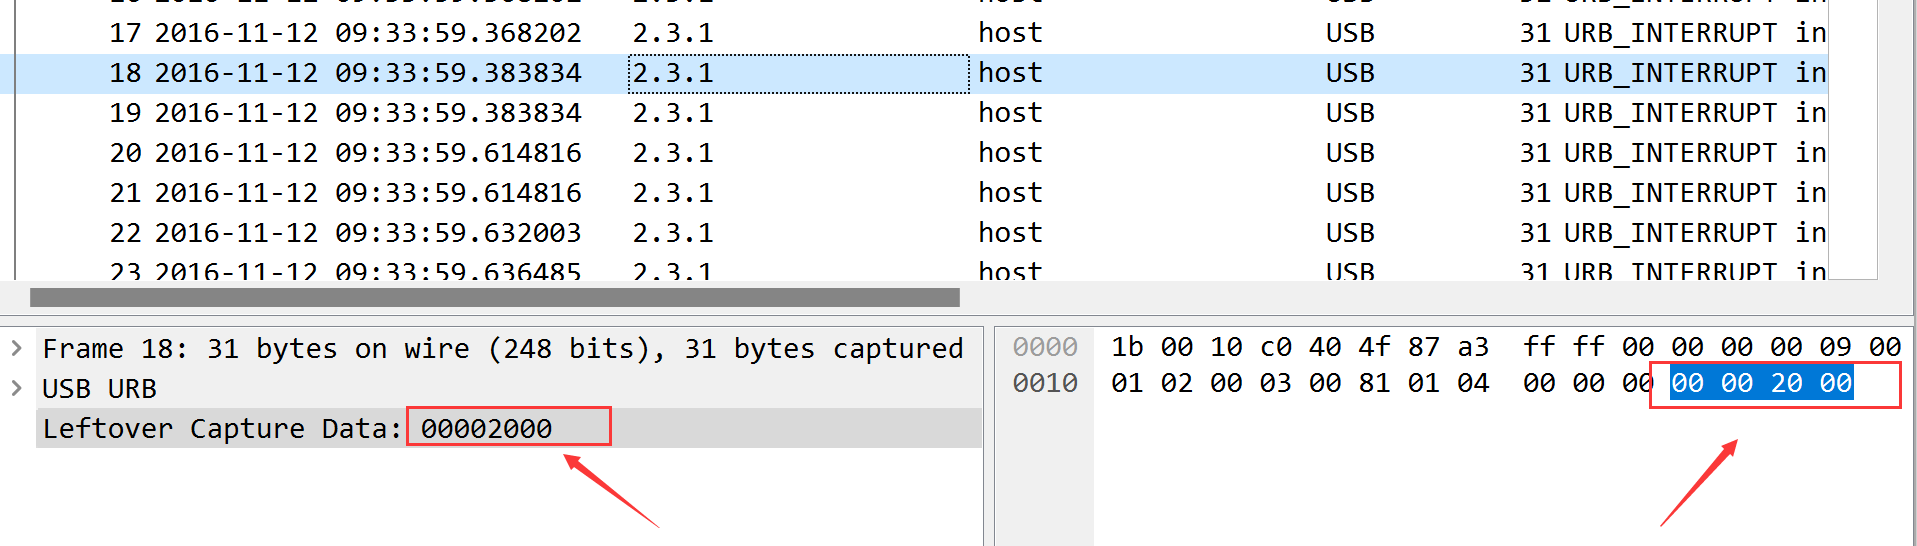 17 2016-11-12 09:33:59.368202 2.3.1 host USB 31 URB_INTERRUPT in
18 2016-11-12 09:33:59.383834 2.3.1 host USB 31 URB_INTERRUPT in
19 2016-11-12 09:33:59.383834 2.3.1 host USB 31 URB_INTERRUPT in
20 2016-11-12 09:33:59.614816 2.3.1 host USB 31 URB_INTERRUPT in
21 2016-11-12 09:33:59.614816 2.3.1 host USB 31 URB_INTERRUPT in
22 2016-11-12 09:33:59.632003 2.3.1 host USB 31 URB_INTERRUPT in
23 2016-11-12 09:33:59.636485 2.3.1 host USB 31 URB_INTERRUPT in
Frame 18: 31 bytes on wire (248 bits), 31 bytes captured
USB URB
Leftover Capture Data: 00002000
0000 1b 00 10 c0 40 4f 87 a3 ff ff 00 00 00 00 09 00
0010 01 02 00 03 00 81 01 04 00 00 00 00 00 20 00